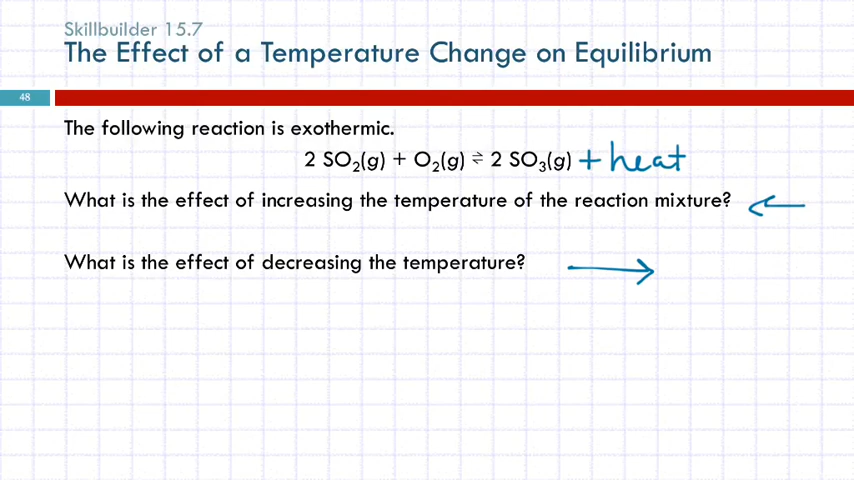 Skillbuilder 15.7
The Effect of a Temperature Change on Equilibrium
48
The following reaction is exothermic.
2 SO₂(g) + O₂(g) ⇌ 2 SO₃(g) + heat
What is the effect of increasing the temperature of the reaction mixture? ←
What is the effect of decreasing the temperature? →